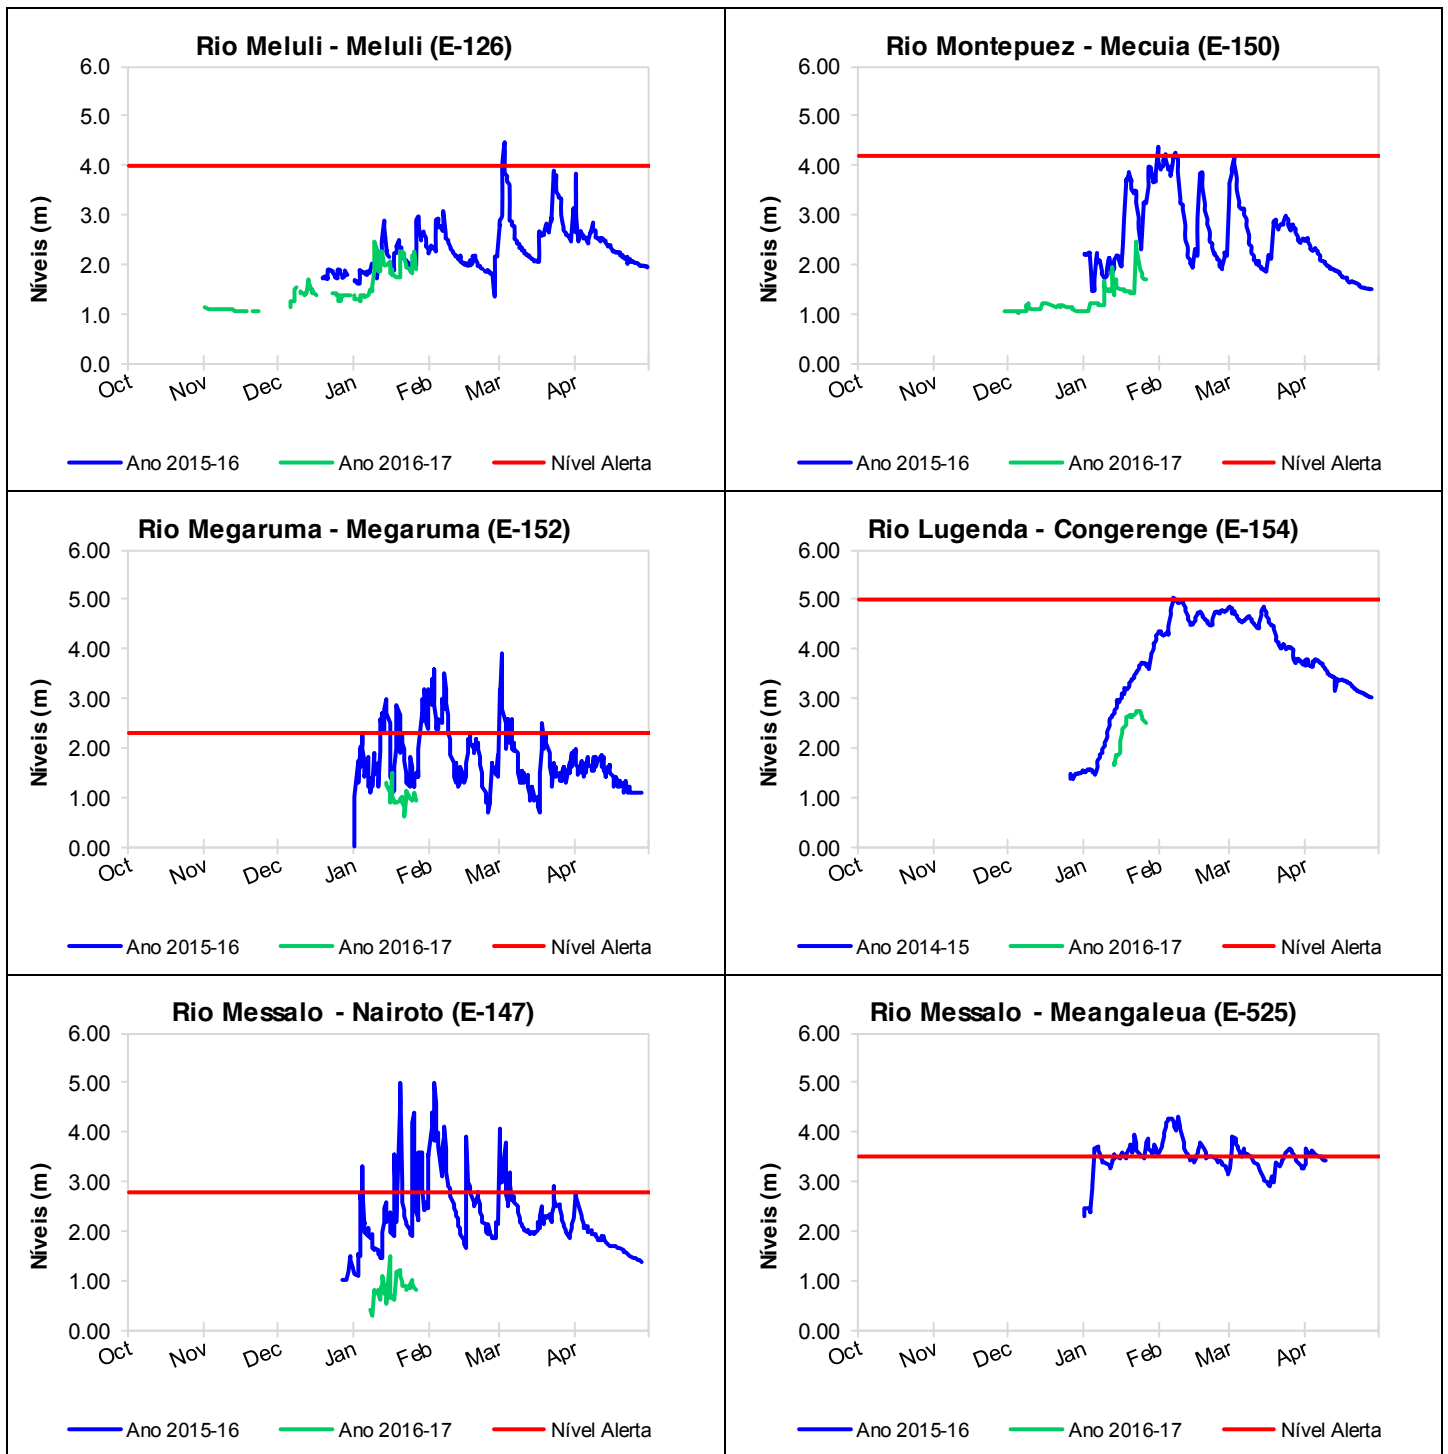 Rio Meluli - Meluli (E-126)
6.0
5.0
4.0
3.0
2.0
1.0
0.0
Níveis (m)
Oct Nov Dec Jan Feb Mar Apr
Ano 2015-16 Ano 2016-17 Nível Alerta
Rio Montepuez - Mecuia (E-150)
6.00
5.00
4.00
3.00
2.00
1.00
0.00
Níveis (m)
Oct Nov Dec Jan Feb Mar Apr
Ano 2015-16 Ano 2016-17 Nível Alerta
Rio Megaruma - Megaruma (E-152)
6.00
5.00
4.00
3.00
2.00
1.00
0.00
Níveis (m)
Oct Nov Dec Jan Feb Mar Apr
Ano 2015-16 Ano 2016-17 Nível Alerta
Rio Lugenda - Congerenge (E-154)
6.00
5.00
4.00
3.00
2.00
1.00
0.00
Níveis (m)
Oct Nov Dec Jan Feb Mar Apr
Ano 2014-15 Ano 2016-17 Nível Alerta
Rio Messalo - Nairoto (E-147)
6.00
5.00
4.00
3.00
2.00
1.00
0.00
Níveis (m)
Oct Nov Dec Jan Feb Mar Apr
Ano 2015-16 Ano 2016-17 Nível Alerta
Rio Messalo - Meangaleua (E-525)
6.00
5.00
4.00
3.00
2.00
1.00
0.00
Níveis (m)
Oct Nov Dec Jan Feb Mar Apr
Ano 2015-16 Ano 2016-17 Nível Alerta